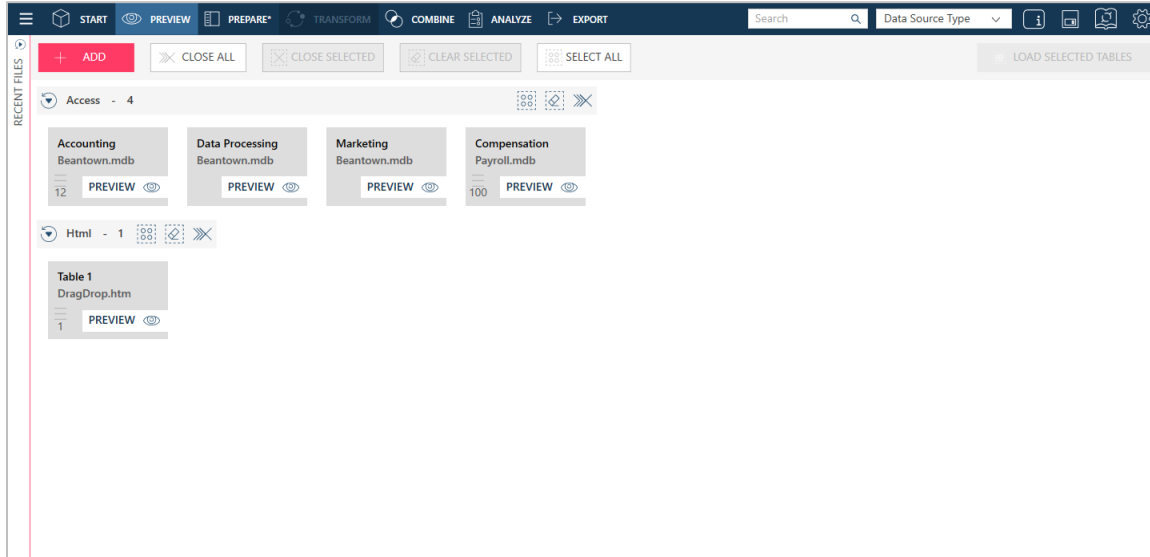 START PREVIEW PREPARE* TRANSFORM COMBINE ANALYZE EXPORT Search Data Source Type i
RECENT FILES
ADD CLOSE ALL CLOSE SELECTED CLEAR SELECTED SELECT ALL LOAD SELECTED TABLES
Access - 4
Accounting
Beantown.mdb
12 PREVIEW
Data Processing
Beantown.mdb
PREVIEW
Marketing
Beantown.mdb
PREVIEW
Compensation
Payroll.mdb
100 PREVIEW
Html - 1
Table 1
DragDrop.htm
1 PREVIEW